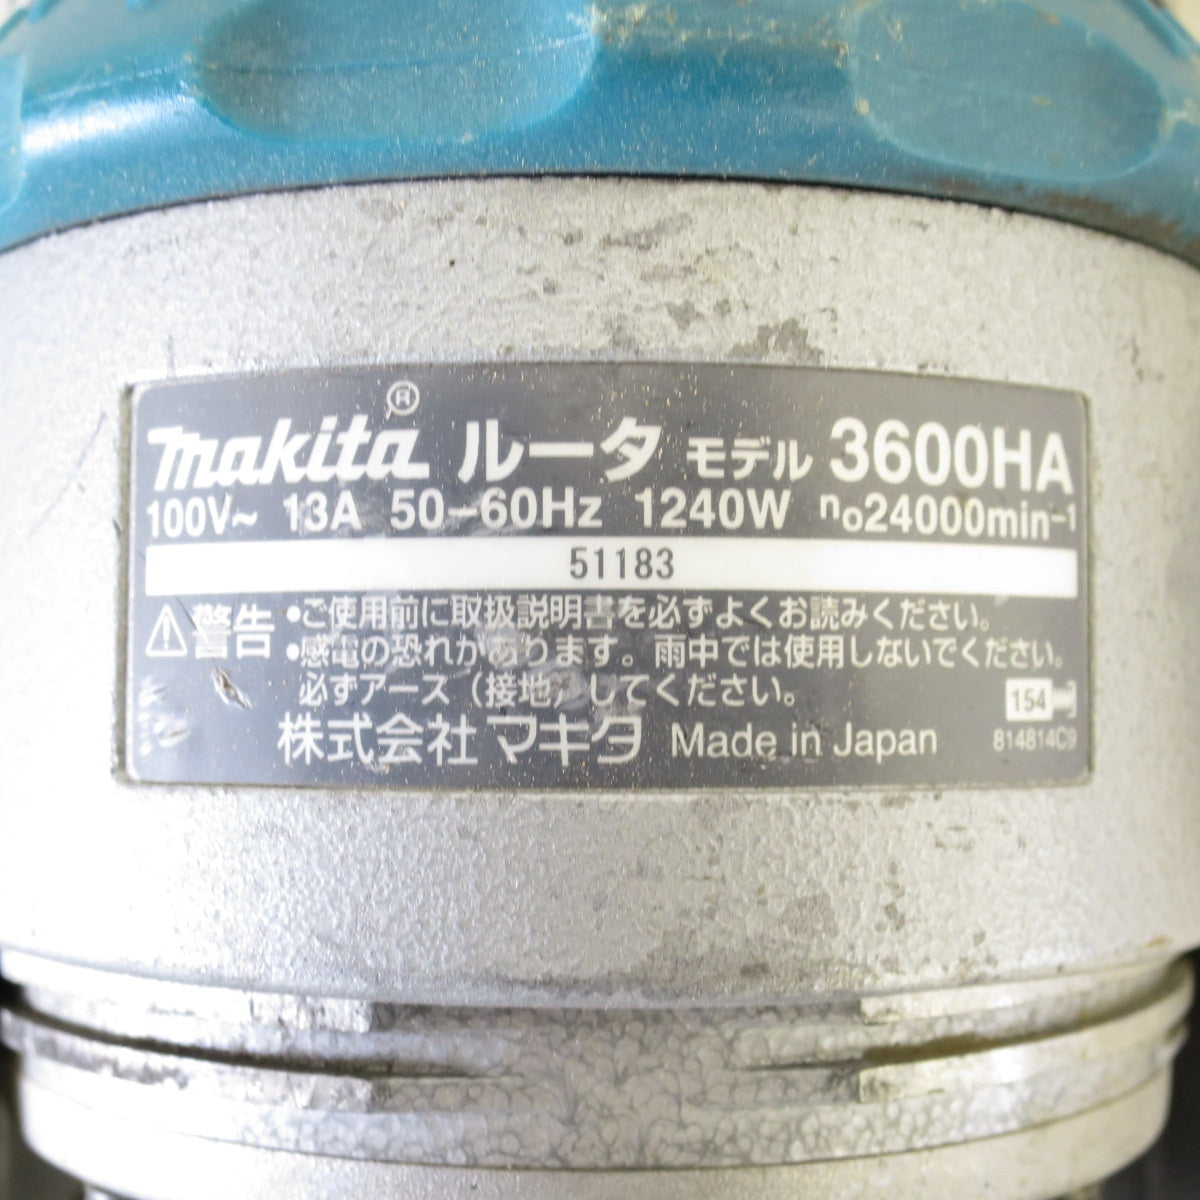 makita® ルータ モデル 3600HA
100V~ 13A 50-60Hz 1240W n₀24000min⁻¹
51183
⚠警告 •ご使用前に取扱説明書を必ずよくお読みください。
•感電の恐れがあります。雨中では使用しないでください。
必ずアース（接地）してください。
154
株式会社マキタ Made in Japan 814814C9